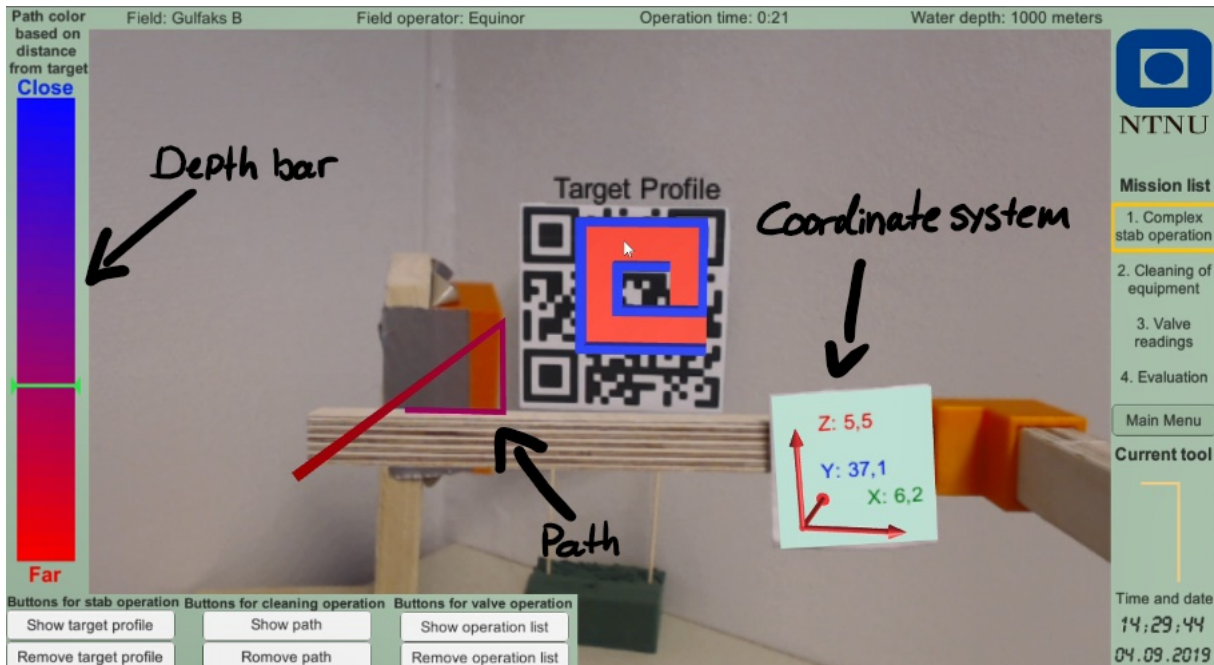 Path color
based on
distance
from target
Close
Far
Field: Gulfaks B
Field operator: Equinor
Operation time: 0:21
Water depth: 1000 meters
Depth bar
Target Profile
Coordinate system
Z: 5,5
Y: 37,1
X: 6,2
Path
NTNU
Mission list
1. Complex
stab operation
2. Cleaning of
equipment
3. Valve
readings
4. Evaluation
Main Menu
Current tool
Time and date
14:29:44
04.09.2019
Buttons for stab operation
Show target profile
Remove target profile
Buttons for cleaning operation
Show path
Romove path
Buttons for valve operation
Show operation list
Remove operation list